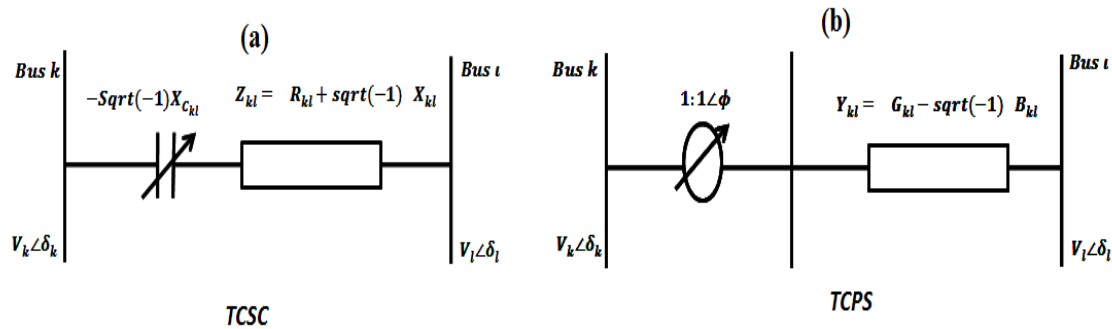 (a)
Bus k
Bus ι
−Sqrt(−1)X_{C_{kl}}
Z_{kl} = R_{kl} + sqrt(−1) X_{kl}
V_k∠δ_k
V_l∠δ_l
TCSC
(b)
Bus k
Bus ι
1:1∠ϕ
Y_{kl} = G_{kl} − sqrt(−1) B_{kl}
V_k∠δ_k
V_l∠δ_l
TCPS